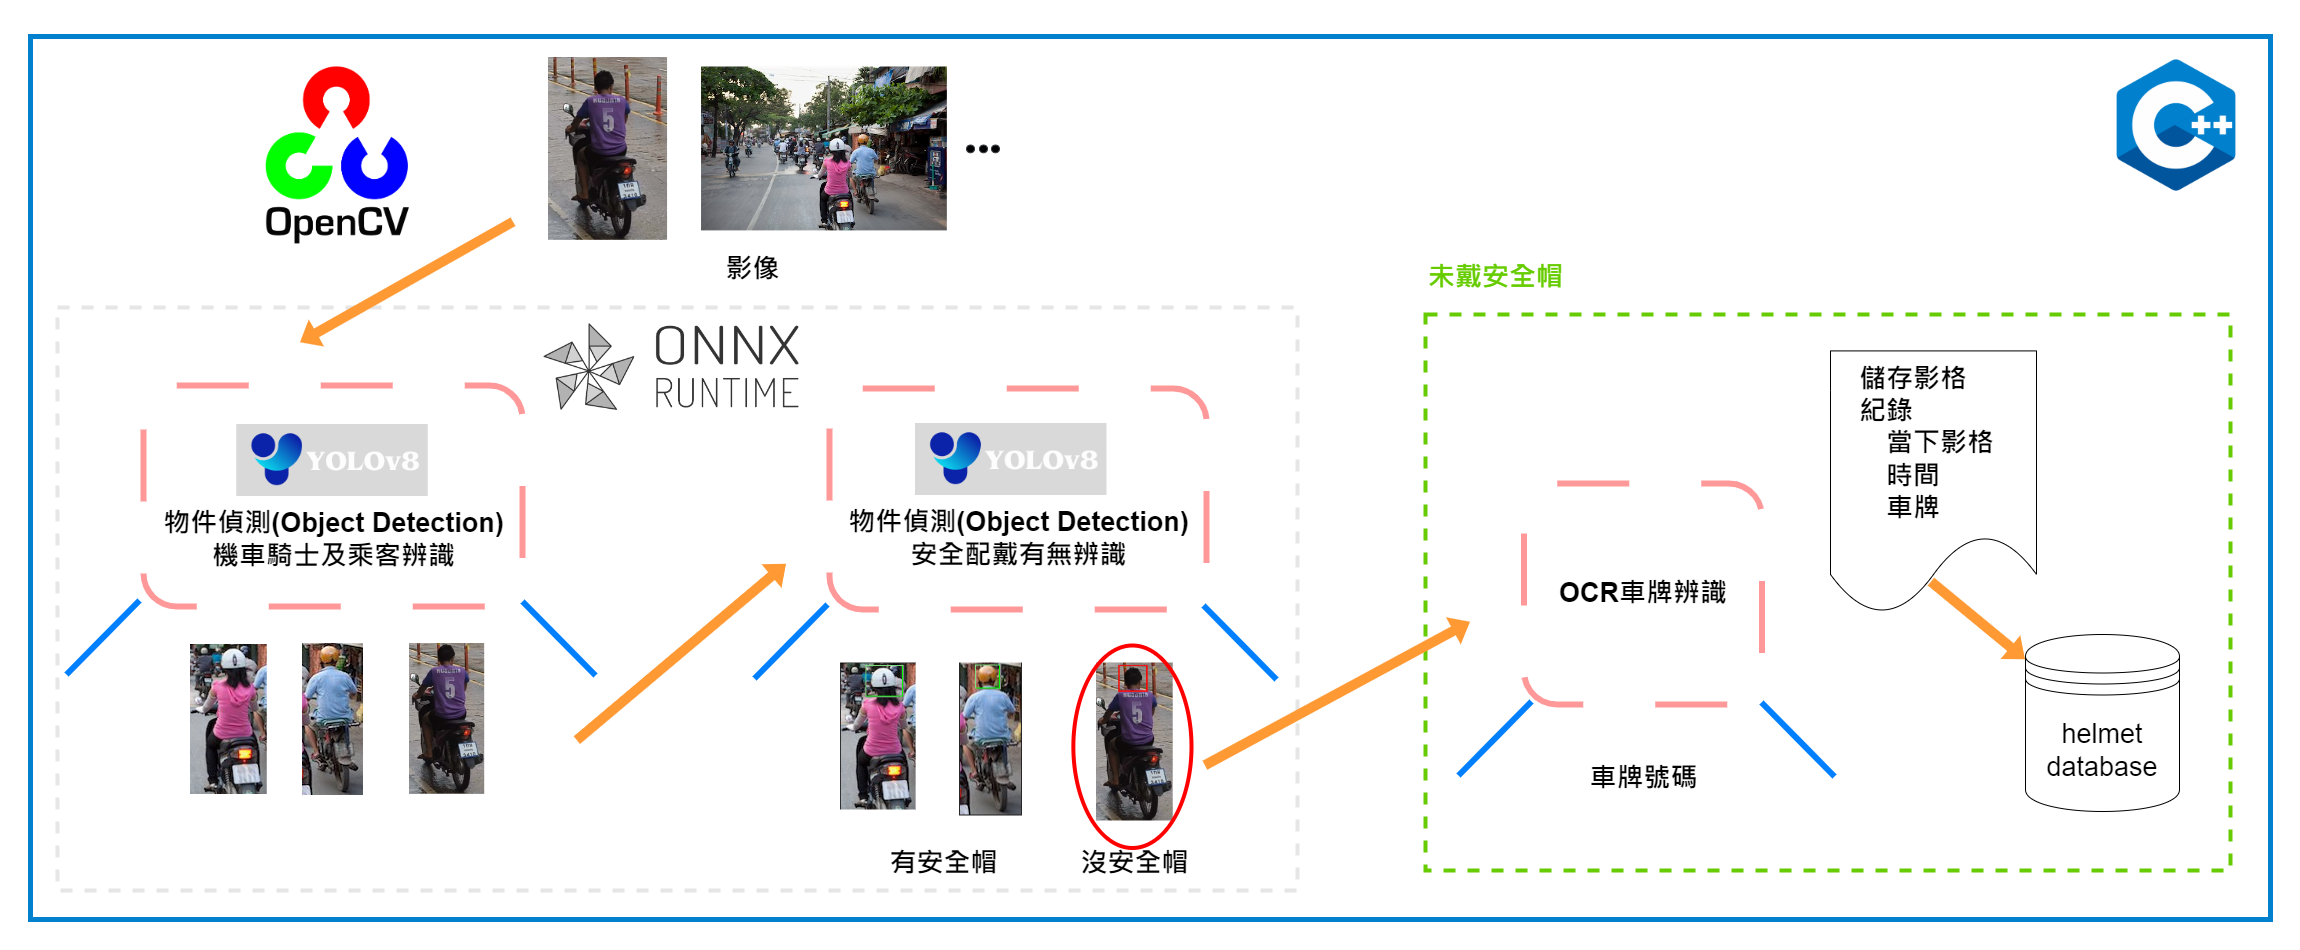 OpenCV
影像
C++
未戴安全帽
ONNX
RUNTIME
YOLOv8
物件偵測(Object Detection)
機車騎士及乘客辨識
YOLOv8
物件偵測(Object Detection)
安全配戴有無辨識
有安全帽
沒安全帽
OCR車牌辨識
車牌號碼
儲存影格
紀錄
當下影格
時間
車牌
helmet
database
5
5
5